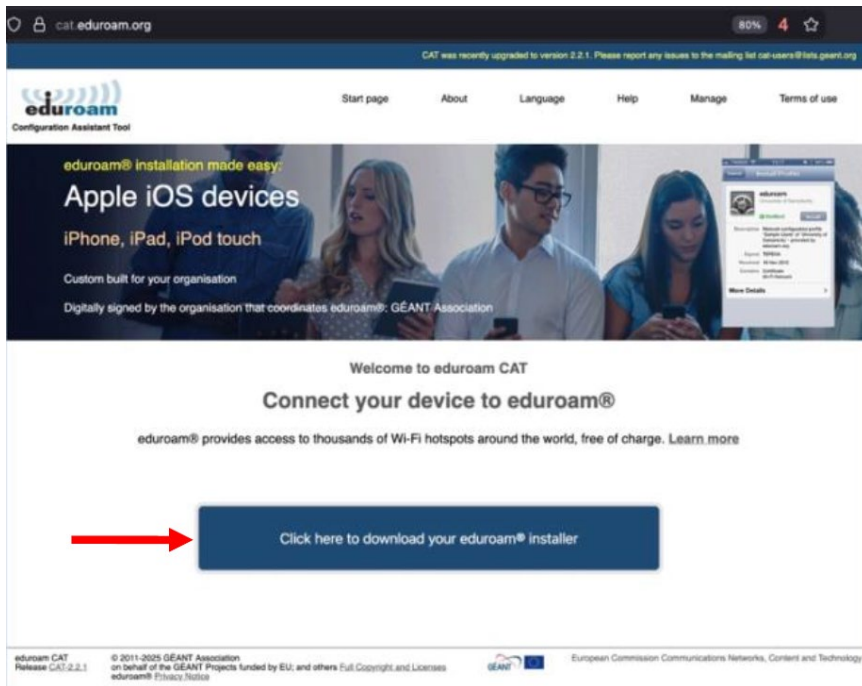 cat.eduroam.org
80%
4
CAT was recently upgraded to version 2.2.1. Please report any issues to the mailing list cat-users@lists.geant.org
eduroam
Configuration Assistant Tool
Start page About Language Help Manage Terms of use
eduroam® installation made easy:
Apple iOS devices
iPhone, iPad, iPod touch
Custom built for your organisation
Digitally signed by the organisation that coordinates eduroam®: GÉANT Association
Install Profile
eduroam
Install
More Details
Welcome to eduroam CAT
Connect your device to eduroam®
eduroam® provides access to thousands of Wi-Fi hotspots around the world, free of charge. Learn more
Click here to download your eduroam® installer
eduroam CAT
Release CAT-2.2.1
© 2011-2025 GÉANT Association
on behalf of the GÉANT Projects funded by EU; and others Full Copyright and Licenses
eduroam® Privacy Notice
GÉANT
European Commission Communications Networks, Content and Technology